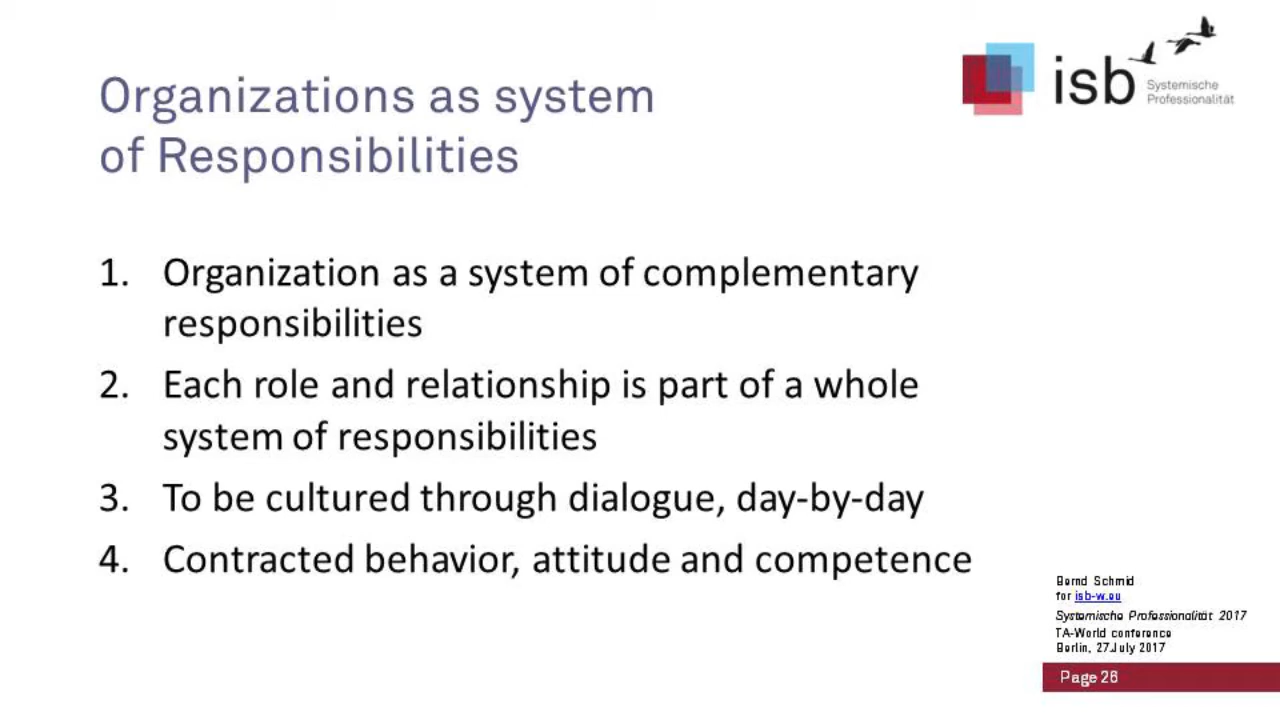 Organizations as system
of Responsibilities
isb
Systemische
Professionalität
1. Organization as a system of complementary
responsibilities
2. Each role and relationship is part of a whole
system of responsibilities
3. To be cultured through dialogue, day-by-day
4. Contracted behavior, attitude and competence
Bernd Schmid
for isb-w.eu
Systemische Professionalität 2017
TA-World conference
Berlin, 27.July 2017
Page 26